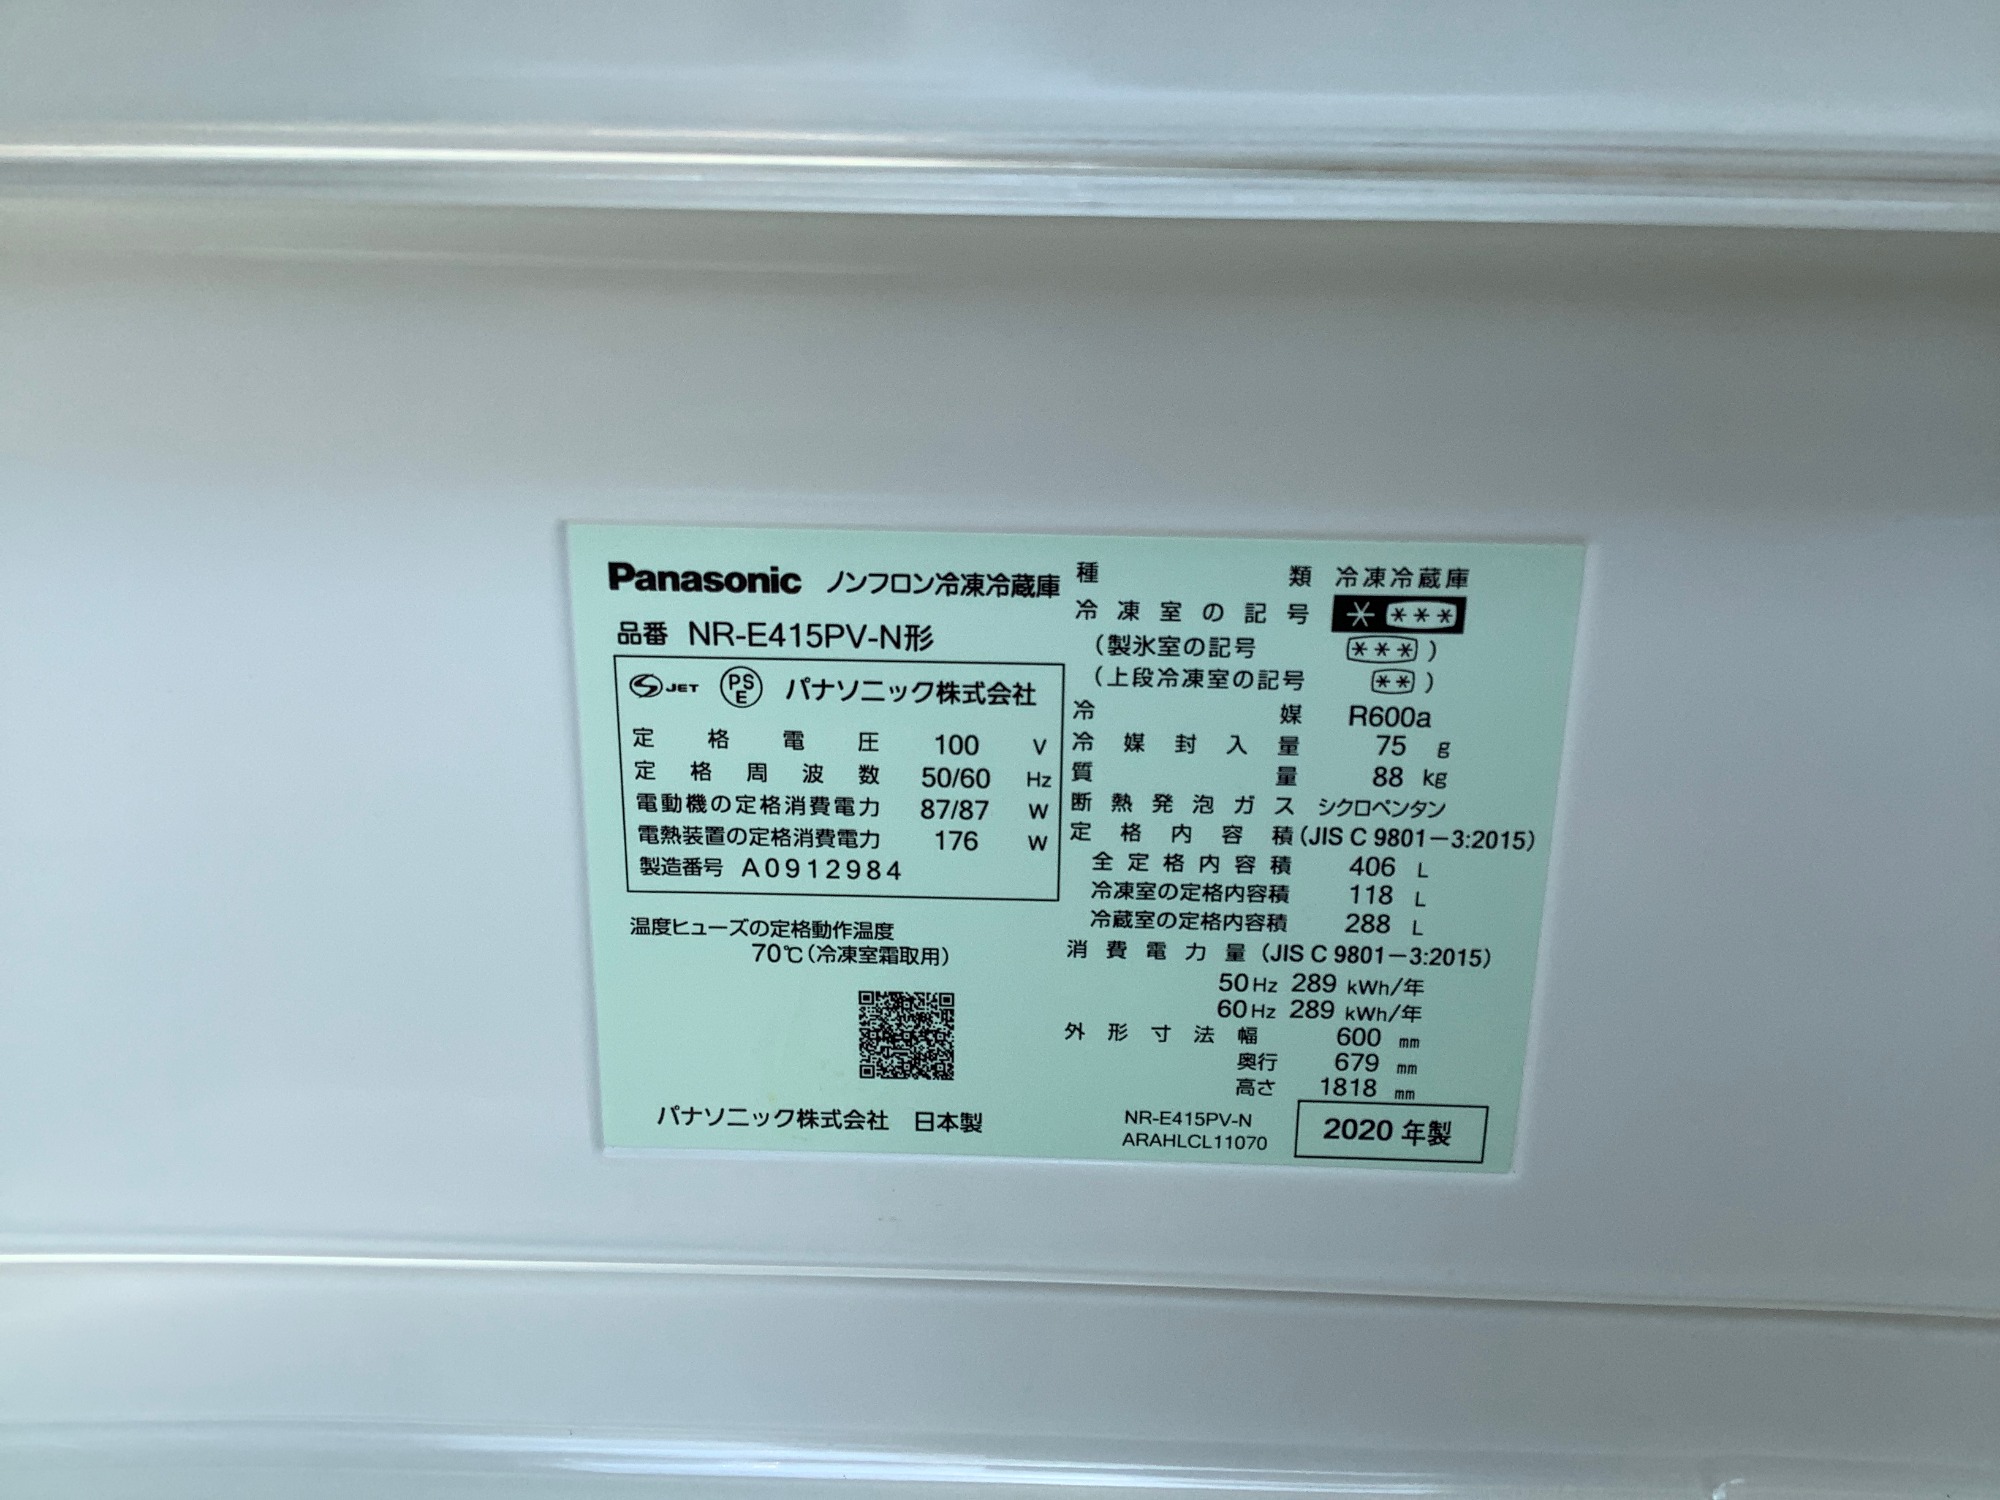 Panasonic ノンフロン冷凍冷蔵庫
品番 NR-E415PV-N形
JET PSE パナソニック株式会社
定格電圧 100 V
定格周波数 50/60 Hz
電動機の定格消費電力 87/87 W
電熱装置の定格消費電力 176 W
製造番号 A0912984
温度ヒューズの定格動作温度
70℃(冷凍室霜取用)
パナソニック株式会社 日本製
種類 冷凍冷蔵庫
冷凍室の記号 * ***
(製氷室の記号 ***)
(上段冷凍室の記号 **)
冷媒 R600a
冷媒封入量 75 g
質量 88 kg
断熱発泡ガス シクロペンタン
定格内容積 (JIS C 9801-3:2015)
全定格内容積 406 L
冷凍室の定格内容積 118 L
冷蔵室の定格内容積 288 L
消費電力量 (JIS C 9801-3:2015)
50Hz 289 kWh/年
60Hz 289 kWh/年
外形寸法幅 600 mm
奥行 679 mm
高さ 1818 mm
NR-E415PV-N
ARAHLCL11070
2020 年製